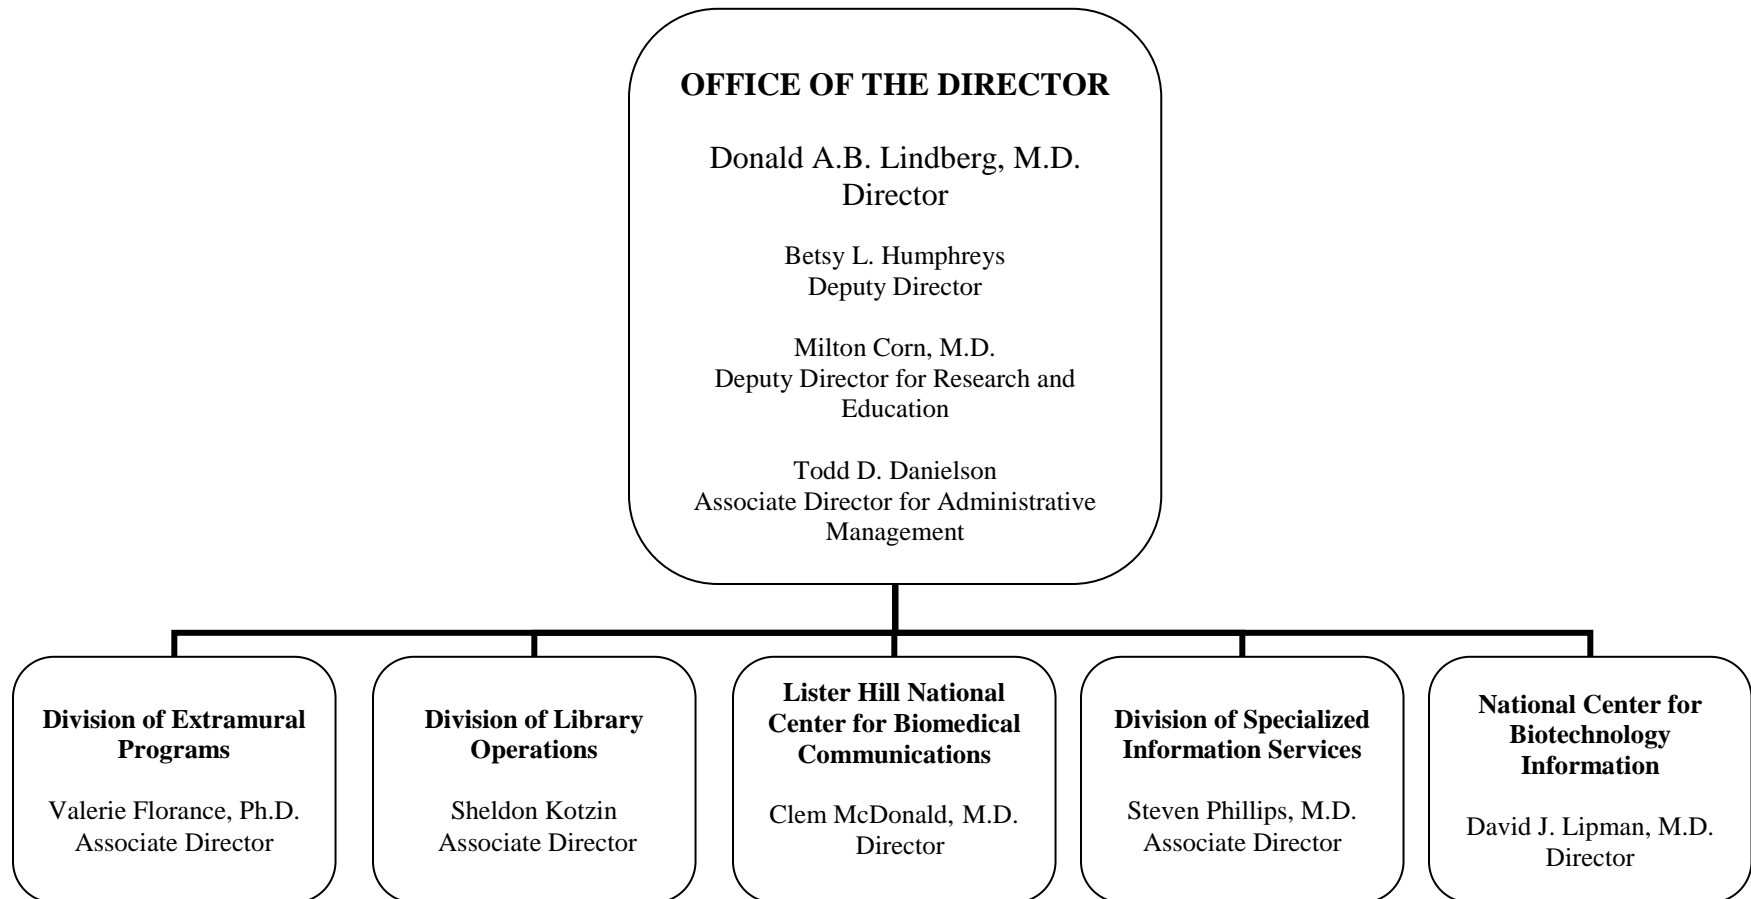 OFFICE OF THE DIRECTOR
Donald A.B. Lindberg, M.D.
Director
Betsy L. Humphreys
Deputy Director
Milton Corn, M.D.
Deputy Director for Research and
Education
Todd D. Danielson
Associate Director for Administrative
Management
Division of Extramural
Programs
Valerie Florance, Ph.D.
Associate Director
Division of Library
Operations
Sheldon Kotzin
Associate Director
Lister Hill National
Center for Biomedical
Communications
Clem McDonald, M.D.
Director
Division of Specialized
Information Services
Steven Phillips, M.D.
Associate Director
National Center for
Biotechnology
Information
David J. Lipman, M.D.
Director